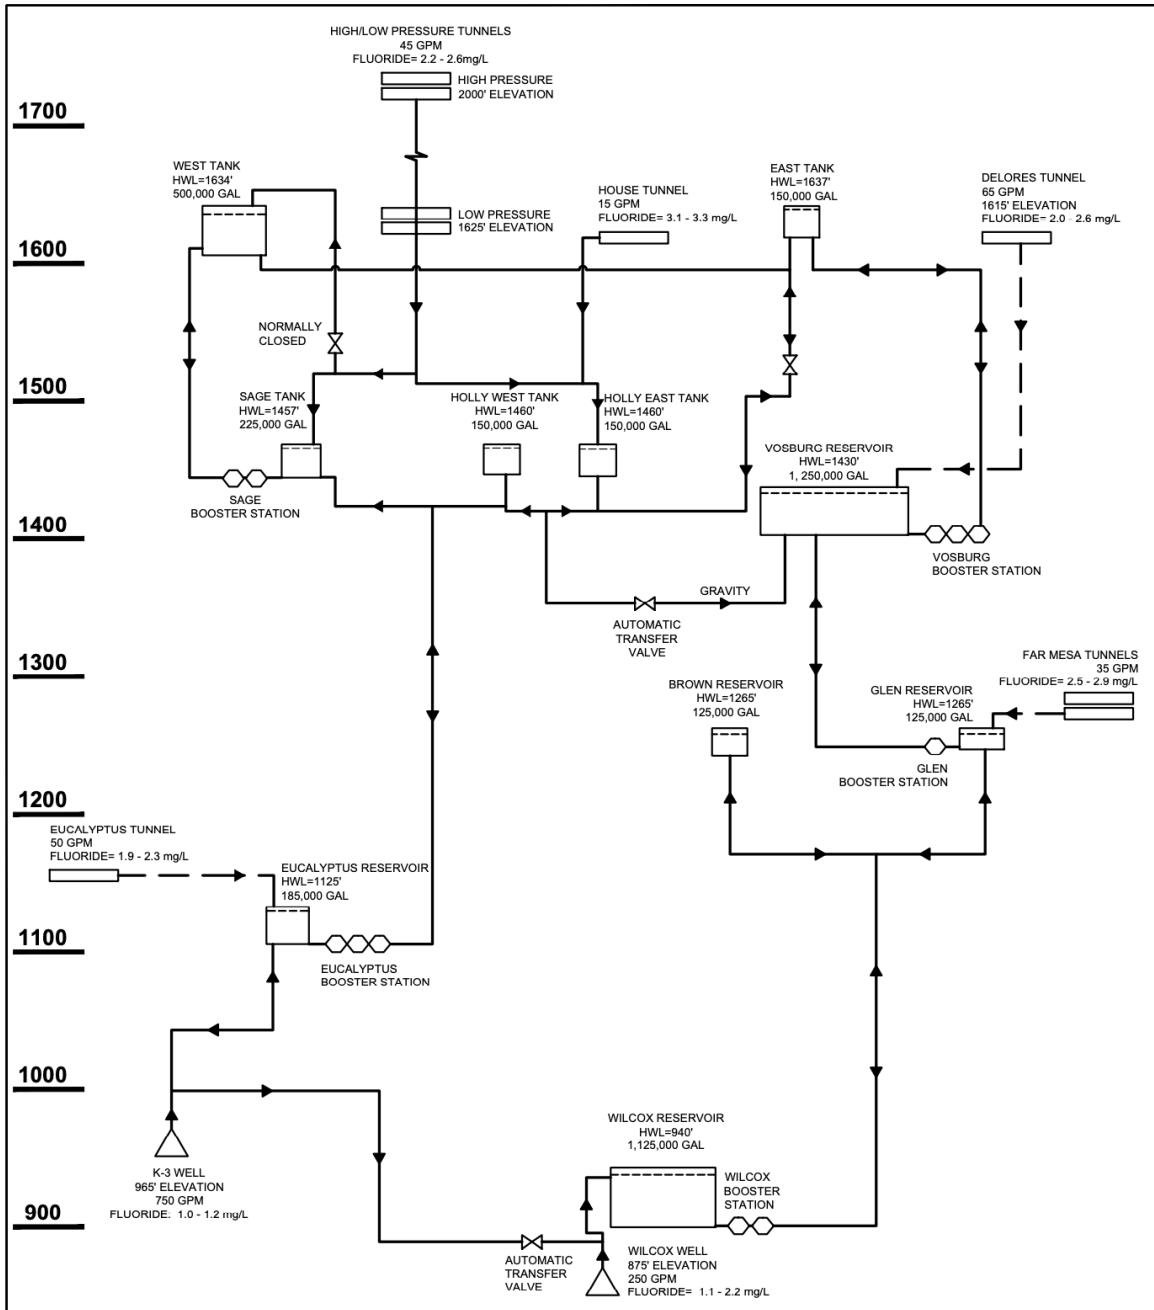 HIGH/LOW PRESSURE TUNNELS
45 GPM
FLUORIDE= 2.2 - 2.6mg/L
HIGH PRESSURE
2000' ELEVATION
1700
WEST TANK
HWL=1634'
500,000 GAL
LOW PRESSURE
1625' ELEVATION
HOUSE TUNNEL
15 GPM
FLUORIDE= 3.1 - 3.3 mg/L
EAST TANK
HWL=1637'
150,000 GAL
DELORES TUNNEL
65 GPM
1615' ELEVATION
FLUORIDE= 2.0 - 2.6 mg/L
1600
NORMALLY
CLOSED
1500
SAGE TANK
HWL=1457'
225,000 GAL
HOLLY WEST TANK
HWL=1460'
150,000 GAL
HOLLY EAST TANK
HWL=1460'
150,000 GAL
VOSBURG RESERVOIR
HWL=1430'
1, 250,000 GAL
SAGE
BOOSTER STATION
1400
VOSBURG
BOOSTER STATION
GRAVITY
AUTOMATIC
TRANSFER
VALVE
1300
BROWN RESERVOIR
HWL=1265'
125,000 GAL
FAR MESA TUNNELS
35 GPM
FLUORIDE= 2.5 - 2.9 mg/L
GLEN RESERVOIR
HWL=1265'
125,000 GAL
GLEN
BOOSTER STATION
1200
EUCALYPTUS TUNNEL
50 GPM
FLUORIDE= 1.9 - 2.3 mg/L
EUCALYPTUS RESERVOIR
HWL=1125'
185,000 GAL
1100
EUCALYPTUS
BOOSTER STATION
1000
K-3 WELL
965' ELEVATION
750 GPM
FLUORIDE: 1.0 - 1.2 mg/L
WILCOX RESERVOIR
HWL=940'
1,125,000 GAL
WILCOX
BOOSTER
STATION
900
AUTOMATIC
TRANSFER
VALVE
WILCOX WELL
875' ELEVATION
250 GPM
FLUORIDE= 1.1 - 2.2 mg/L